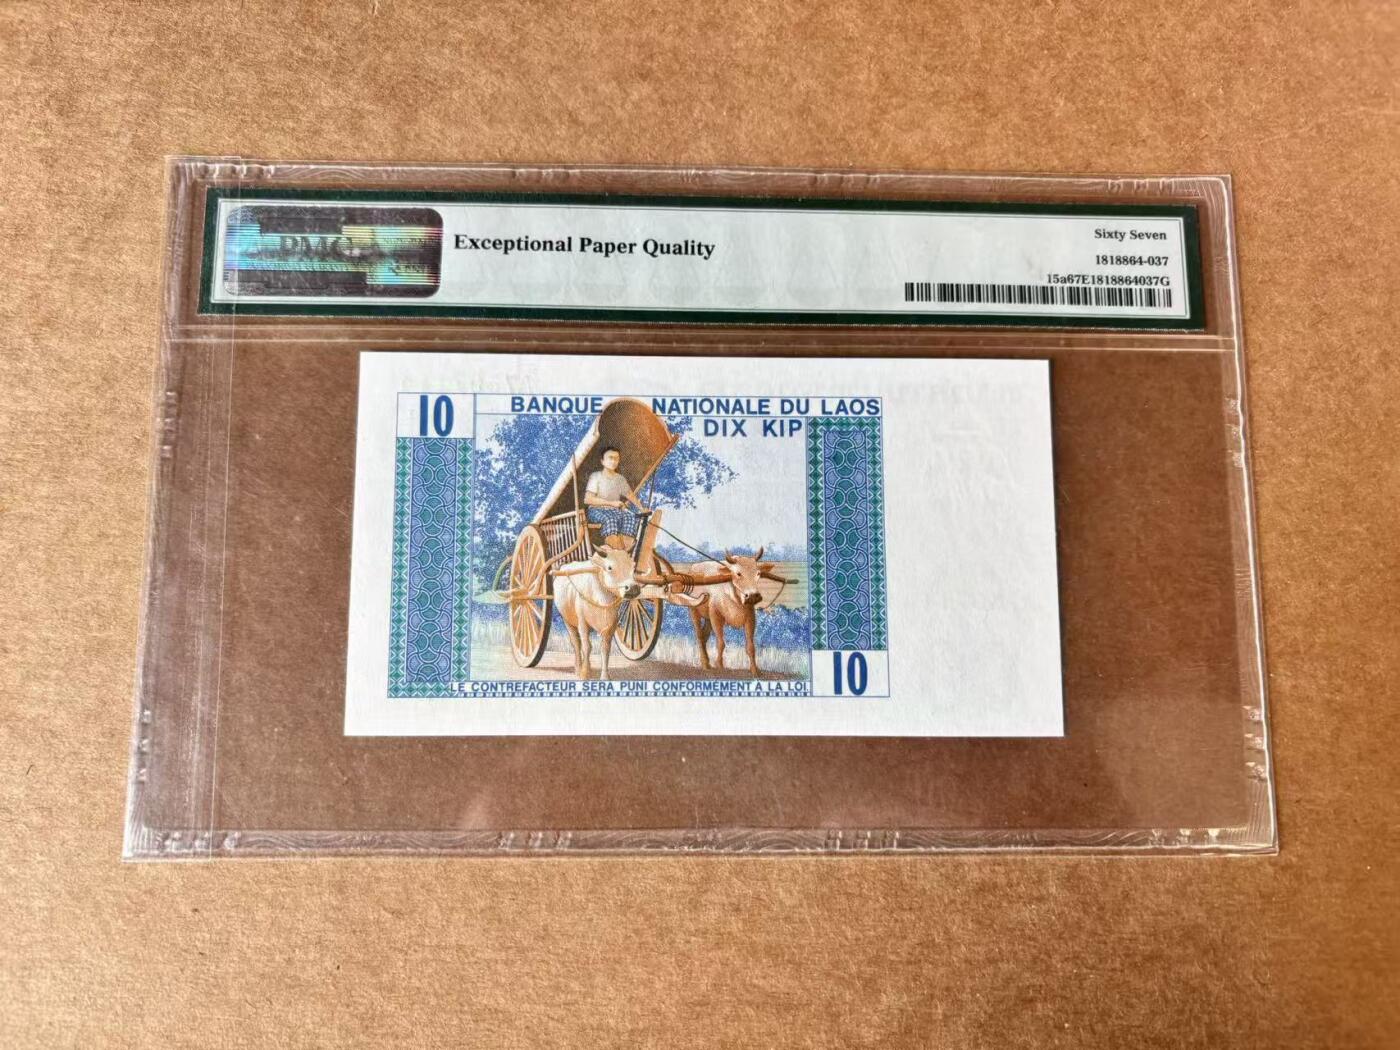 PMG
Exceptional Paper Quality
Sixty Seven
1818864-037
15a67E1818864037G
10
BANQUE NATIONALE DU LAOS
DIX KIP
LE CONTREFACTEUR SERA PUNI CONFORMÉMENT A LA LOI.
10